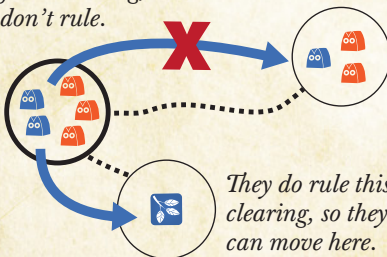 don’t rule.
They do rule this
clearing, so they
can move here.